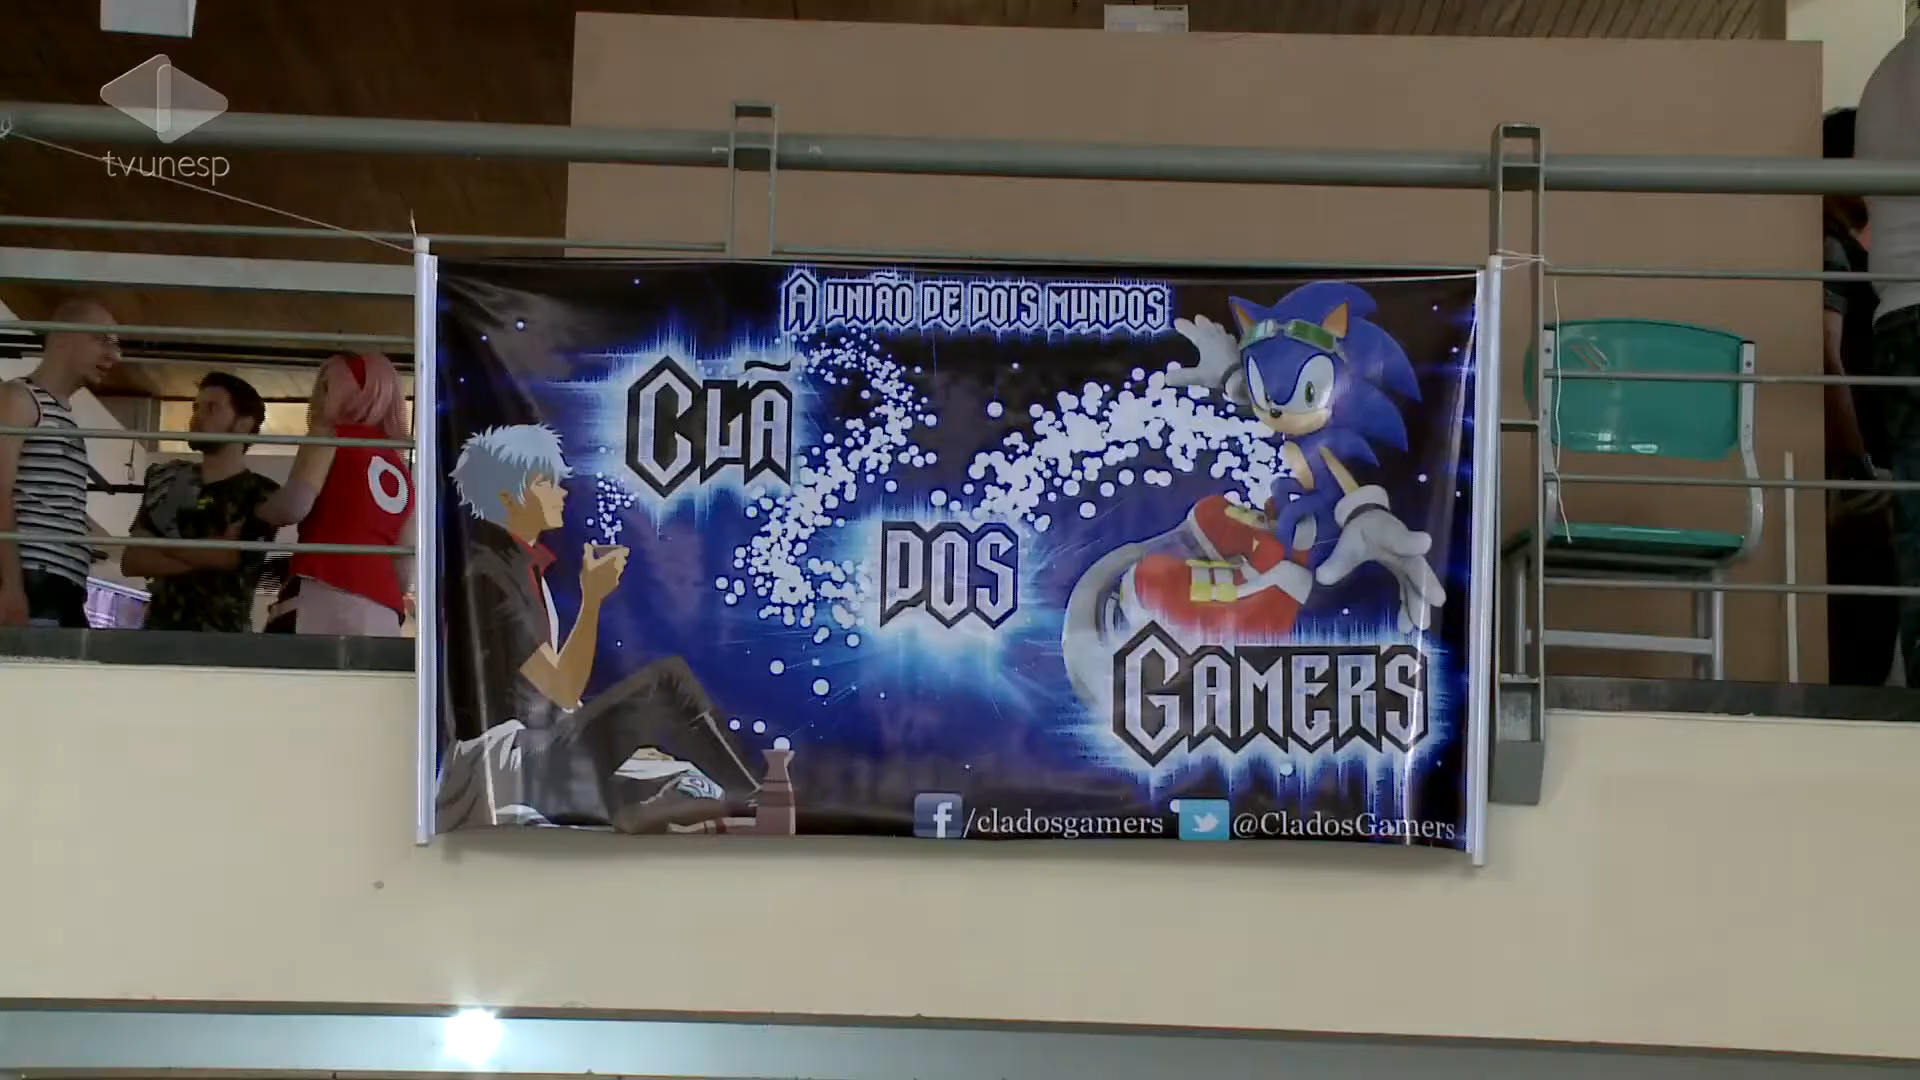 tvunesp
A UNIÃO DE DOIS MUNDOS
CLÃ
DOS
GAMERS
f/cladosgamers @CladosGamers